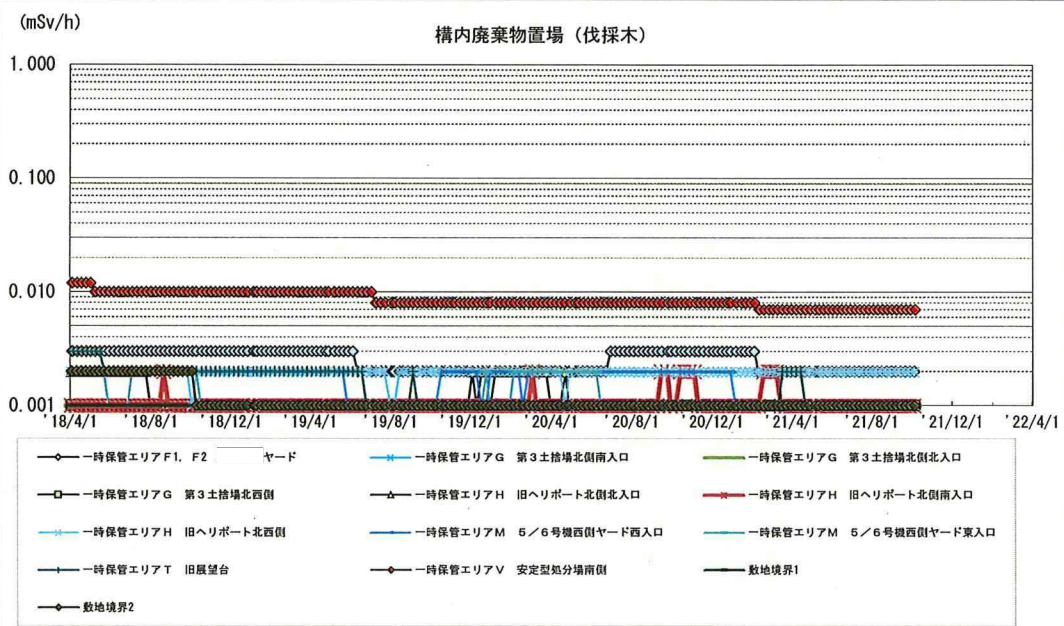 (mSv/h)
構内廃棄物置場（伐採木）
1.000
0.100
0.010
0.001
'18/4/1 '18/8/1 '18/12/1 '19/4/1 '19/8/1 '19/12/1 '20/4/1 '20/8/1 '20/12/1 '21/4/1 '21/8/1 '21/12/1 '22/4/1
一時保管エリアＦ1，Ｆ2 ヤード 一時保管エリアＧ 第３土捨場北側南入口 一時保管エリアＧ 第３土捨場北側北入口
一時保管エリアＧ 第３土捨場北西側 一時保管エリアＨ 旧ヘリポート北側北入口 一時保管エリアＨ 旧ヘリポート北側南入口
一時保管エリアＨ 旧ヘリポート北西側 一時保管エリアＭ ５／６号機西側ヤード西入口 一時保管エリアＭ ５／６号機西側ヤード東入口
一時保管エリアＴ 旧展望台 一時保管エリアＶ 安定型処分場南側 敷地境界1
敷地境界2